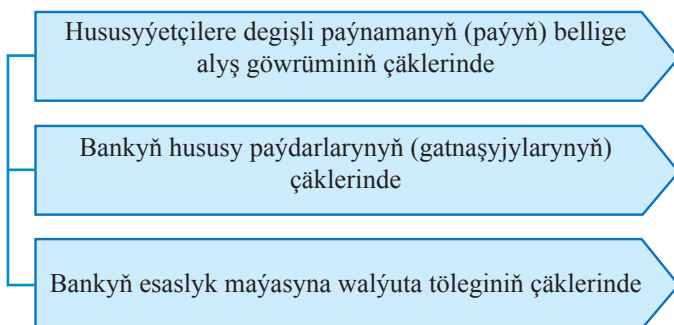 Hususyýetçilere degişli paýnamanyň (paýyň) bellige
alyş göwrüminiň çäklerinde
Bankyň hususy paýdarlarynyň (gatnaşyjylarynyň)
çäklerinde
Bankyň esaslyk maýasyna walýuta töleginiň çäklerinde